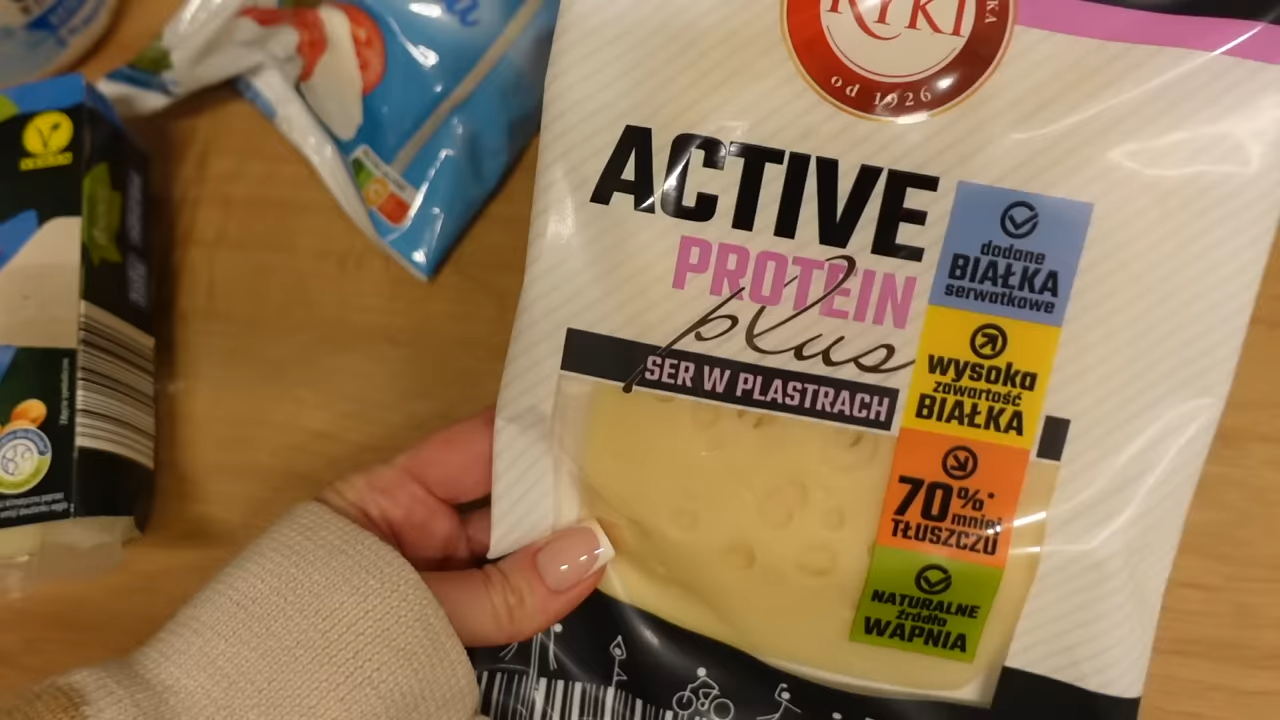 RYKI
od 1926
ACTIVE
PROTEIN
plus
SER W PLASTRACH
dodane
BIAŁKA
serwatkowe
wysoka
zawartość
BIAŁKA
70%*
mniej
TŁUSZCZU
NATURALNE
źródło
WAPNIA
VEGAN